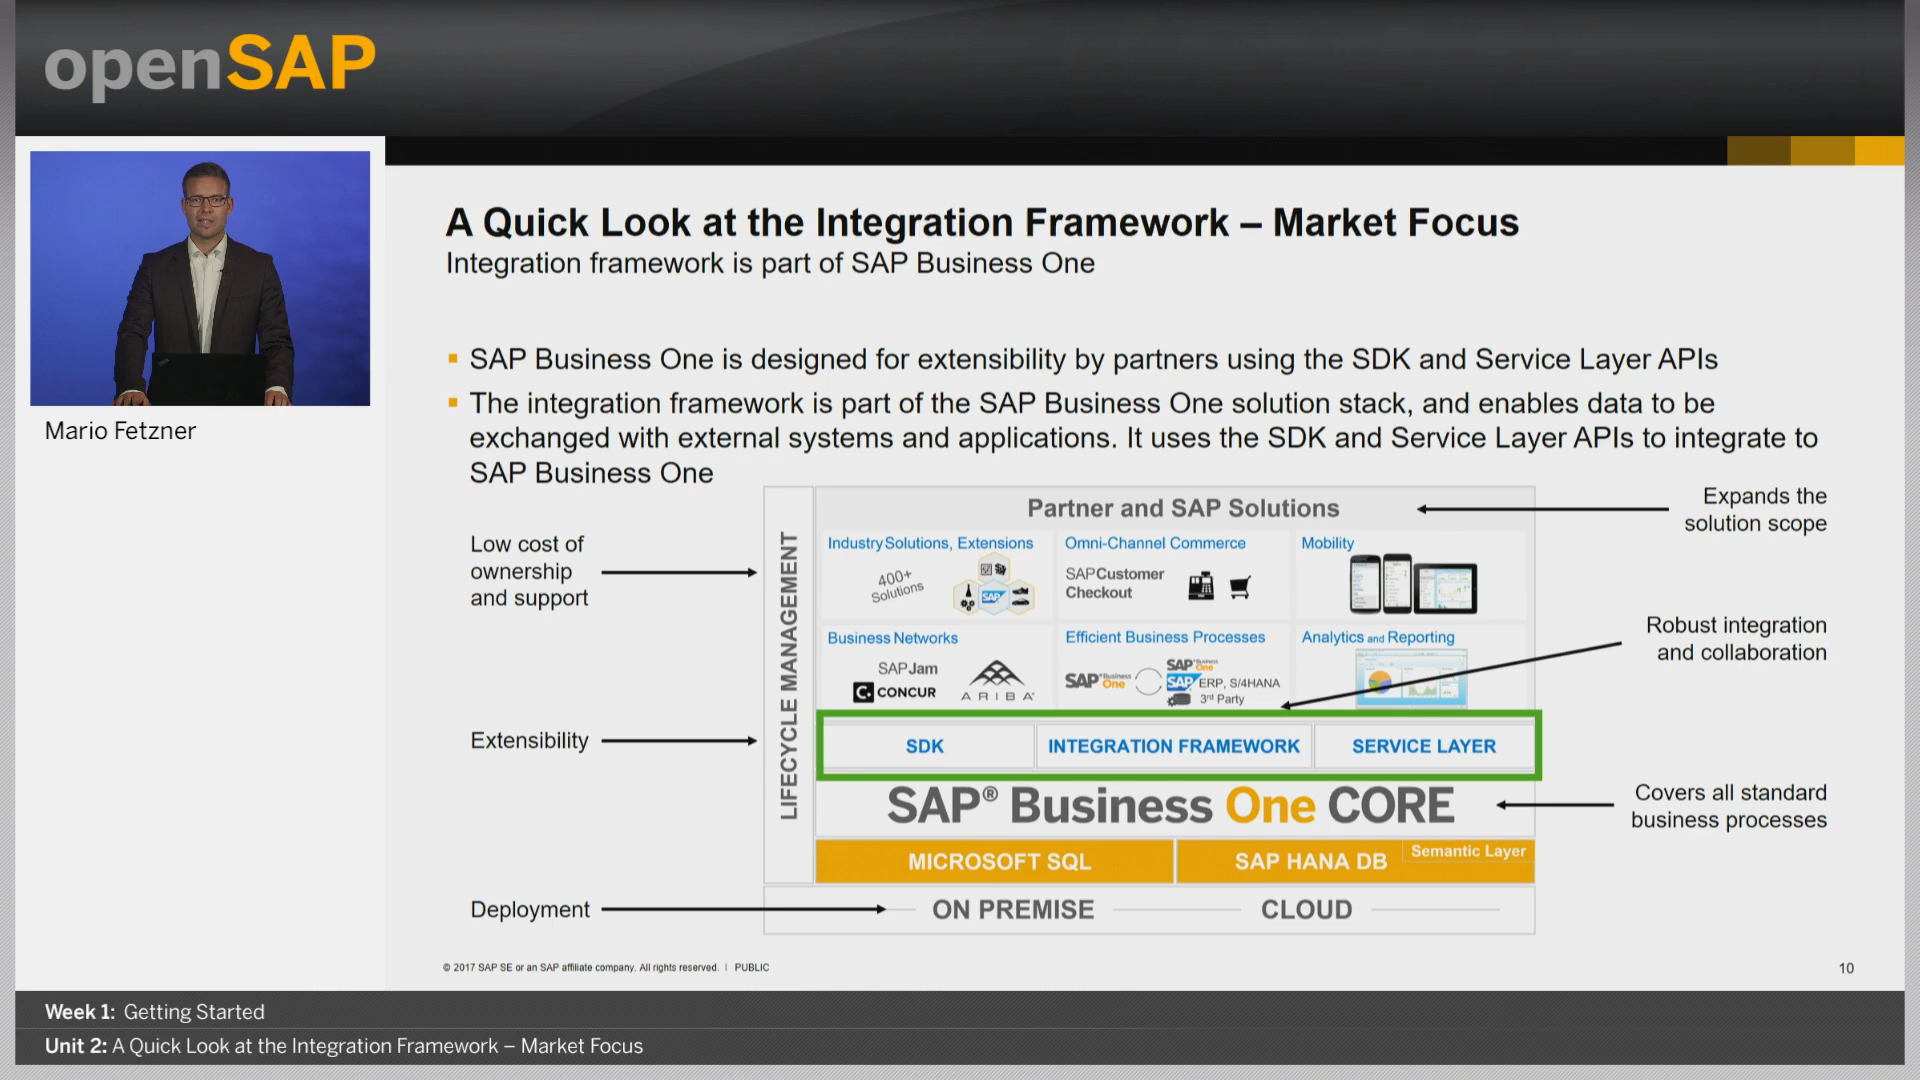 openSAP
Mario Fetzner
A Quick Look at the Integration Framework – Market Focus
Integration framework is part of SAP Business One
▪ SAP Business One is designed for extensibility by partners using the SDK and Service Layer APIs
▪ The integration framework is part of the SAP Business One solution stack, and enables data to be
exchanged with external systems and applications. It uses the SDK and Service Layer APIs to integrate to
SAP Business One
Low cost of
ownership
and support
Extensibility
Deployment
LIFECYCLE MANAGEMENT
Partner and SAP Solutions
Industry Solutions, Extensions
400+
Solutions
SAP
Omni-Channel Commerce
SAP Customer
Checkout
Mobility
Business Networks
SAP Jam
C. CONCUR
ARIBA
Efficient Business Processes
SAP Business One
SAP Business One
SAP ERP, S/4HANA
3rd Party
Analytics and Reporting
SDK
INTEGRATION FRAMEWORK
SERVICE LAYER
SAP® Business One CORE
MICROSOFT SQL
SAP HANA DB
Semantic Layer
ON PREMISE
CLOUD
Expands the
solution scope
Robust integration
and collaboration
Covers all standard
business processes
© 2017 SAP SE or an SAP affiliate company. All rights reserved. | PUBLIC
10
Week 1: Getting Started
Unit 2: A Quick Look at the Integration Framework – Market Focus